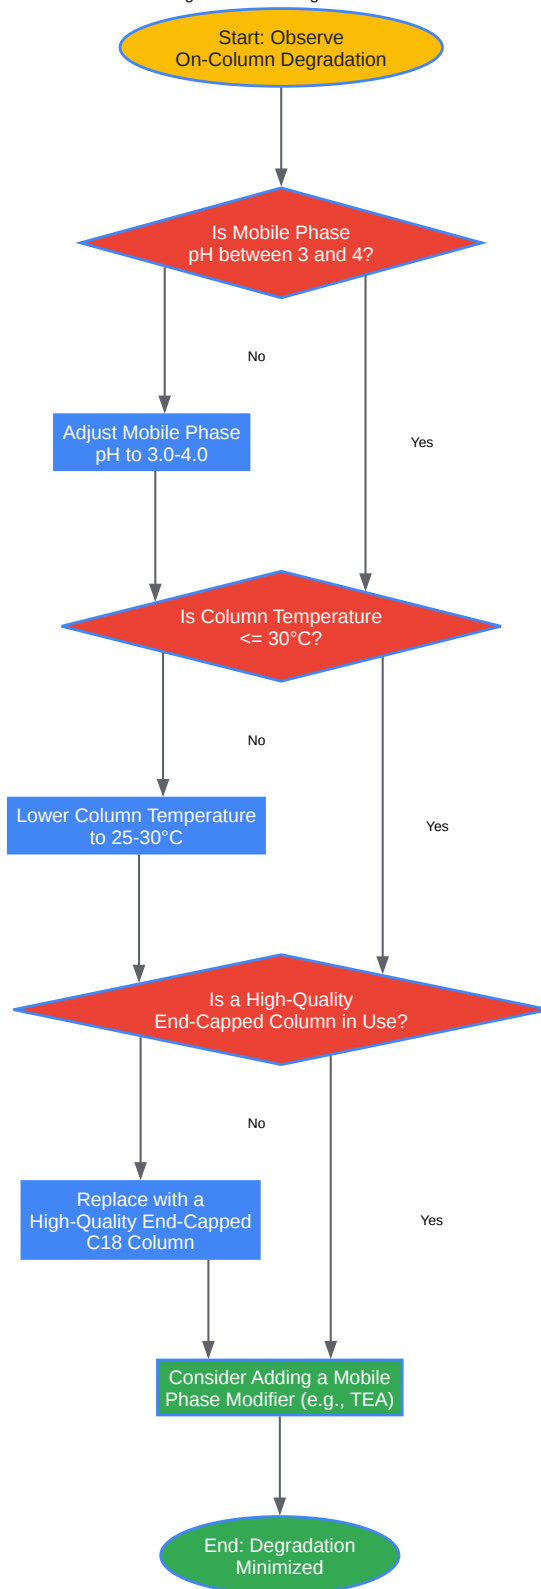 Start: Observe
On-Column Degradation
Is Mobile Phase
pH between 3 and 4?
No
Yes
Adjust Mobile Phase
pH to 3.0-4.0
Is Column Temperature
<= 30°C?
No
Yes
Lower Column Temperature
to 25-30°C
Is a High-Quality
End-Capped Column in Use?
No
Yes
Replace with a
High-Quality End-Capped
C18 Column
Consider Adding a Mobile
Phase Modifier (e.g., TEA)
End: Degradation
Minimized